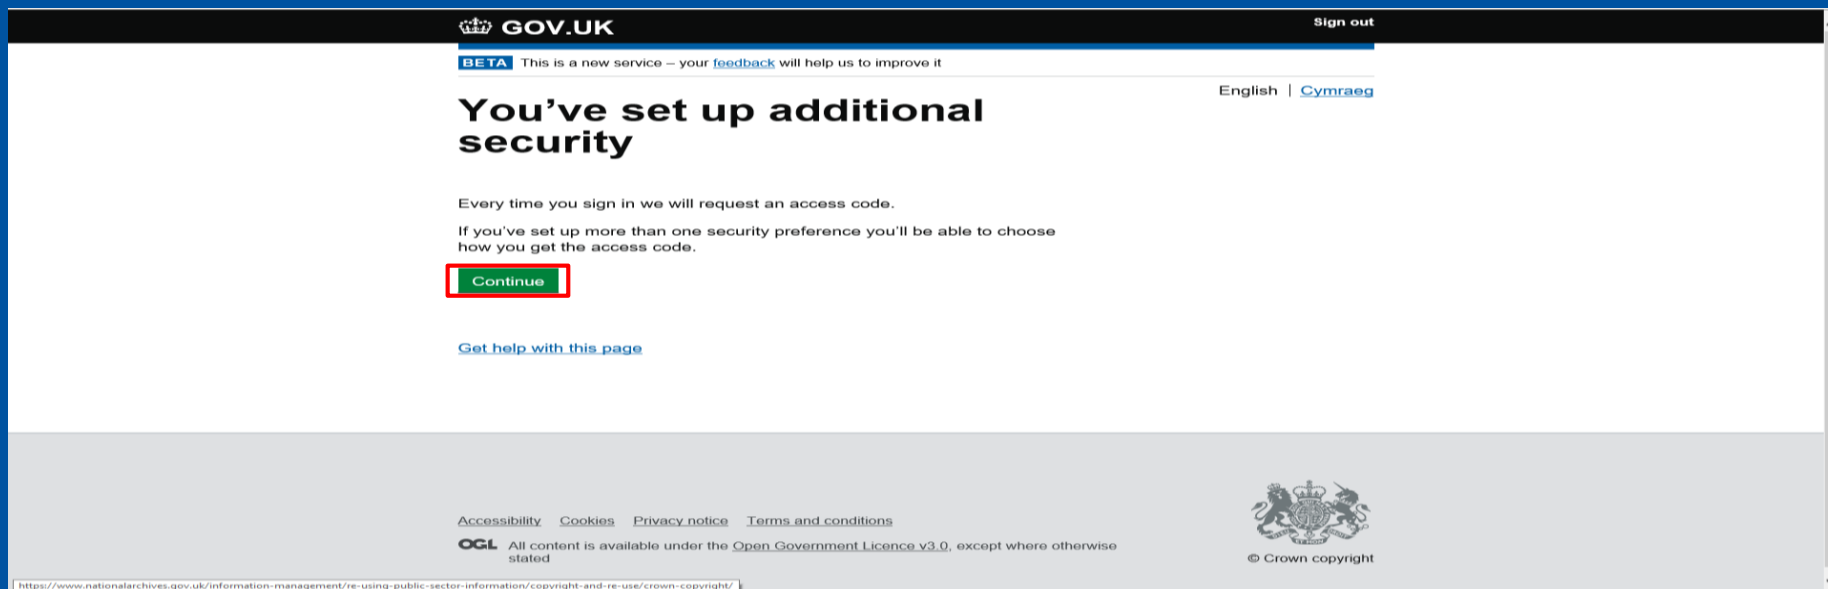 GOV.UK
Sign out
BETA This is a new service – your feedback will help us to improve it
English | Cymraeg
You've set up additional
security
Every time you sign in we will request an access code.
If you've set up more than one security preference you'll be able to choose
how you get the access code.
Continue
Get help with this page
Accessibility Cookies Privacy notice Terms and conditions
OGL All content is available under the Open Government Licence v3.0, except where otherwise
stated
© Crown copyright
https://www.nationalarchives.gov.uk/information-management/re-using-public-sector-information/copyright-and-re-use/crown-copyright/